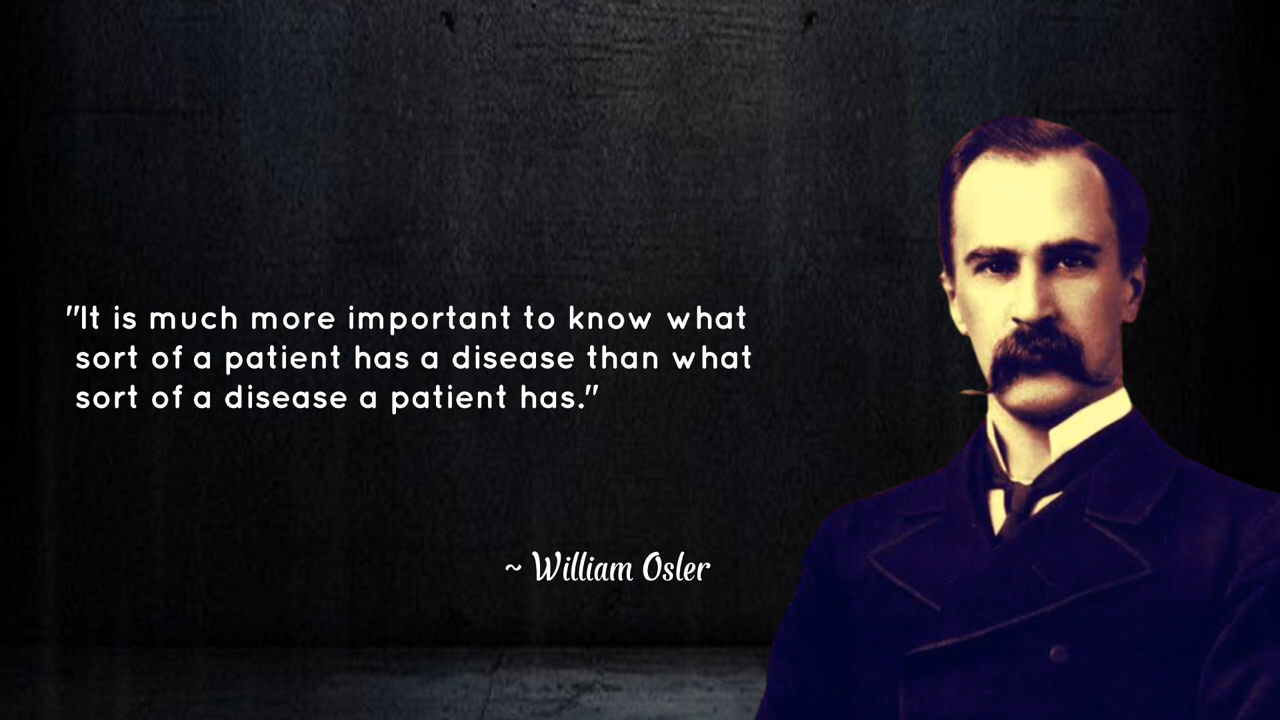 "It is much more important to know what
sort of a patient has a disease than what
sort of a disease a patient has."
~ William Osler